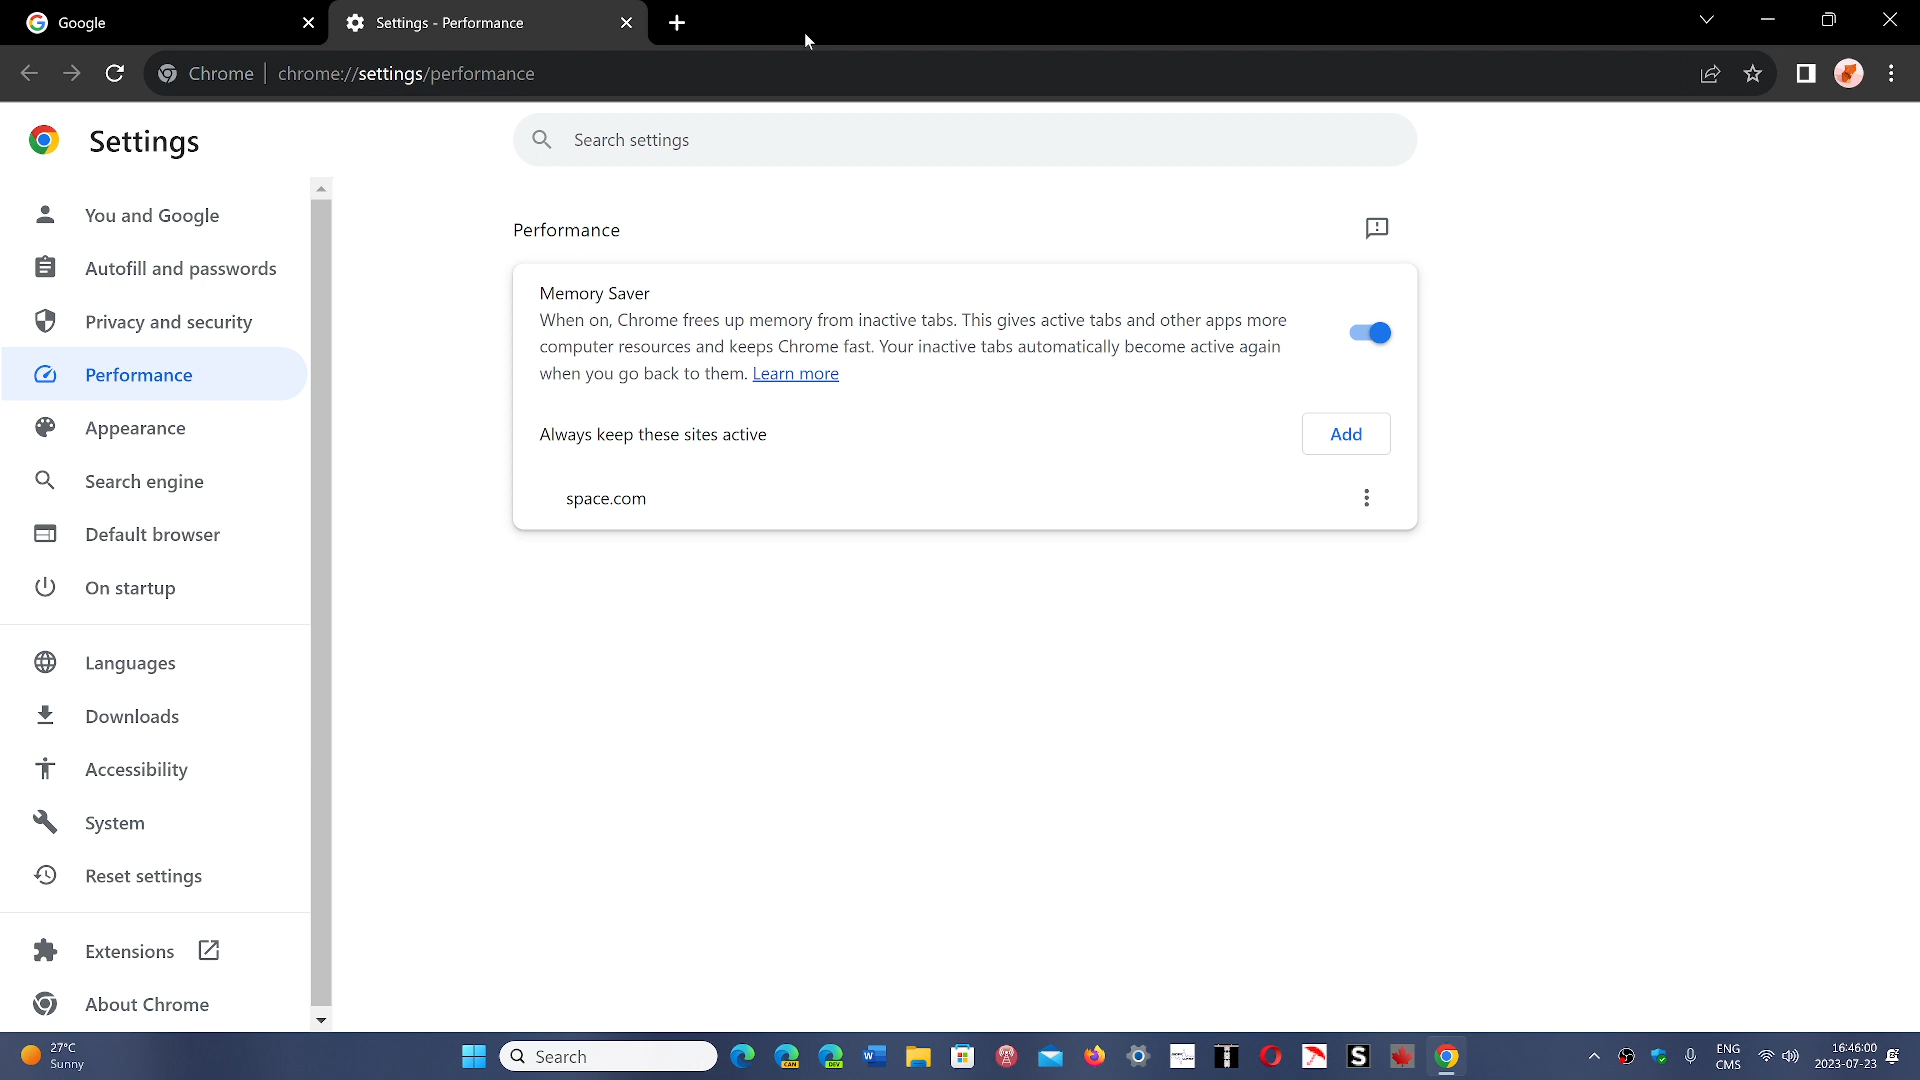 Google
Settings - Performance
Chrome
chrome://settings/performance
Settings
Search settings
You and Google
Autofill and passwords
Privacy and security
Performance
Appearance
Search engine
Default browser
On startup
Languages
Downloads
Accessibility
System
Reset settings
Extensions
About Chrome
Performance
Memory Saver
When on, Chrome frees up memory from inactive tabs. This gives active tabs and other apps more
computer resources and keeps Chrome fast. Your inactive tabs automatically become active again
when you go back to them. Learn more
Always keep these sites active
Add
space.com
27°C
Sunny
Search
CAN
DEV
W
S
ENG
CMS
16:46:00
2023-07-23